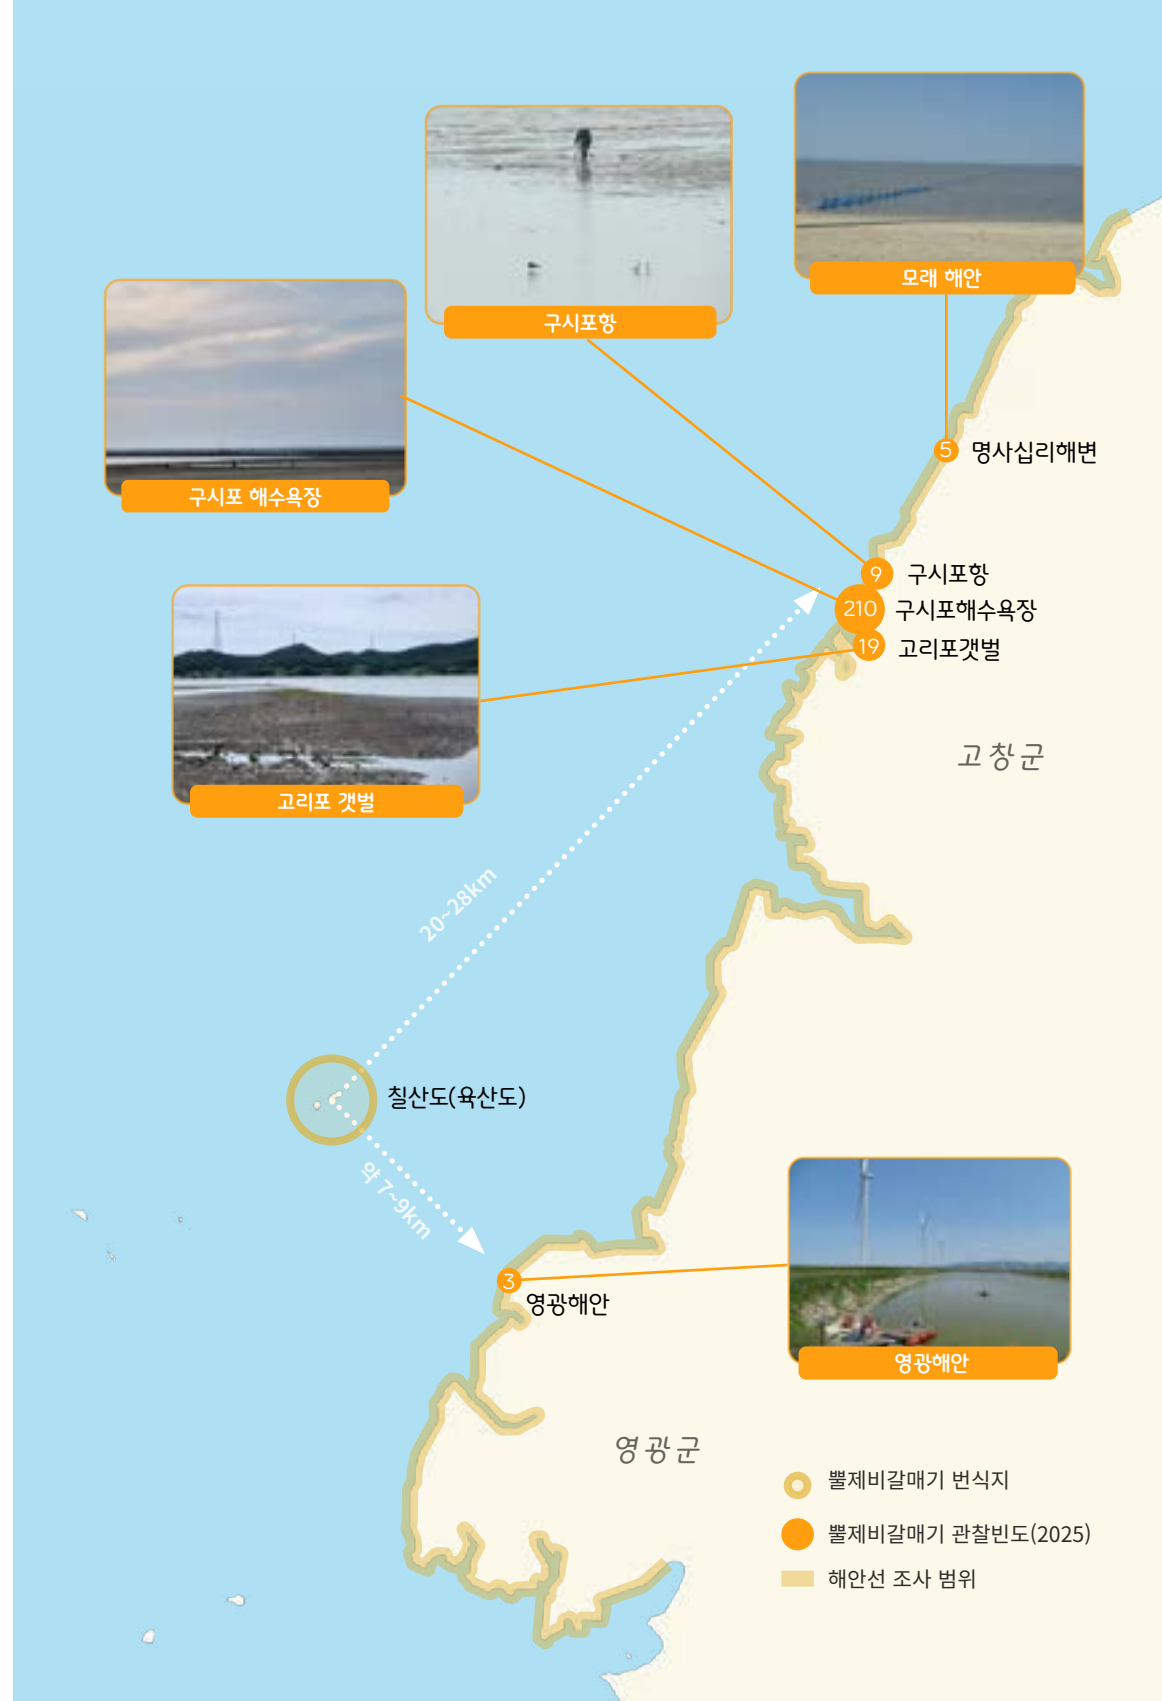 모래 해안
구시포항
5 명사십리해변
구시포 해수욕장
9 구시포항
210 구시포해수욕장
19 고리포갯벌
고창군
고리포 갯벌
20~28km
칠산도(육산도)
약 7~9km
3
영광해안
영광해안
영광군
뿔제비갈매기 번식지
뿔제비갈매기 관찰빈도(2025)
해안선 조사 범위